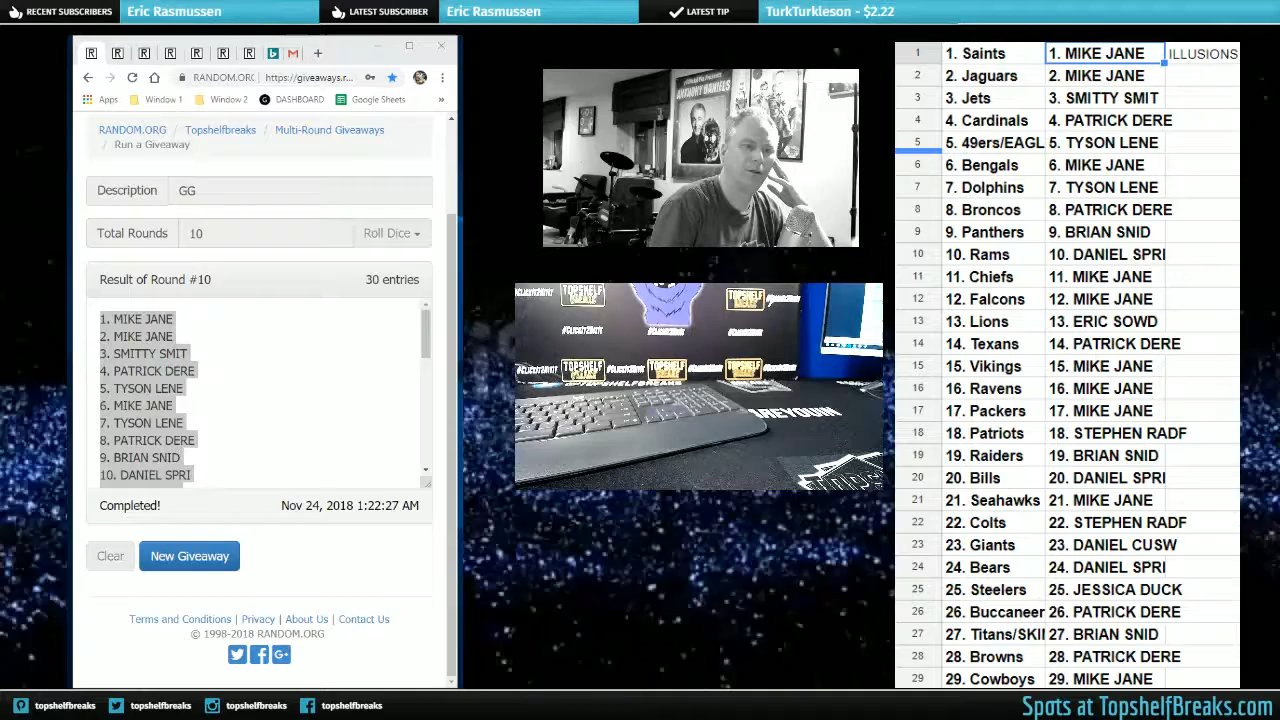 RECENT SUBSCRIBERS
Eric Rasmussen
LATEST SUBSCRIBER
Eric Rasmussen
LATEST TIP
TurkTurkleson - $2.22
RANDOM.ORG
https://giveaways.r...
Apps
Window 1
Window 2
DASHBOARD
Google Sheets
»
RANDOM.ORG
Topshelfbreaks
Multi-Round Giveaways
Run a Giveaway
Description
GG
Total Rounds
10
Roll Dice
Result of Round #10
30 entries
1. MIKE JANE
2. MIKE JANE
3. SMITTY SMIT
4. PATRICK DERE
5. TYSON LENE
6. MIKE JANE
7. TYSON LENE
8. PATRICK DERE
9. BRIAN SNID
10. DANIEL SPRI
Completed!
Nov 24, 2018 1:22:27 AM
Clear
New Giveaway
Terms and Conditions | Privacy | About Us | Contact Us
© 1998-2018 RANDOM.ORG
ANTHONY DANIELS
TOPSHELF BREAKS
#CLICKIT2HITIT
1 1. Saints 1. MIKE JANE ILLUSIONS
2 2. Jaguars 2. MIKE JANE
3 3. Jets 3. SMITTY SMIT
4 4. Cardinals 4. PATRICK DERE
5 5. 49ers/EAGL 5. TYSON LENE
6 6. Bengals 6. MIKE JANE
7 7. Dolphins 7. TYSON LENE
8 8. Broncos 8. PATRICK DERE
9 9. Panthers 9. BRIAN SNID
10 10. Rams 10. DANIEL SPRI
11 11. Chiefs 11. MIKE JANE
12 12. Falcons 12. MIKE JANE
13 13. Lions 13. ERIC SOWD
14 14. Texans 14. PATRICK DERE
15 15. Vikings 15. MIKE JANE
16 16. Ravens 16. MIKE JANE
17 17. Packers 17. MIKE JANE
18 18. Patriots 18. STEPHEN RADF
19 19. Raiders 19. BRIAN SNID
20 20. Bills 20. DANIEL SPRI
21 21. Seahawks 21. MIKE JANE
22 22. Colts 22. STEPHEN RADF
23 23. Giants 23. DANIEL CUSW
24 24. Bears 24. DANIEL SPRI
25 25. Steelers 25. JESSICA DUCK
26 26. Buccaneer 26. PATRICK DERE
27 27. Titans/SKI 27. BRIAN SNID
28 28. Browns 28. PATRICK DERE
29 29. Cowboys 29. MIKE JANE
topshelfbreaks
topshelfbreaks
topshelfbreaks
topshelfbreaks
Spots at TopshelfBreaks.com